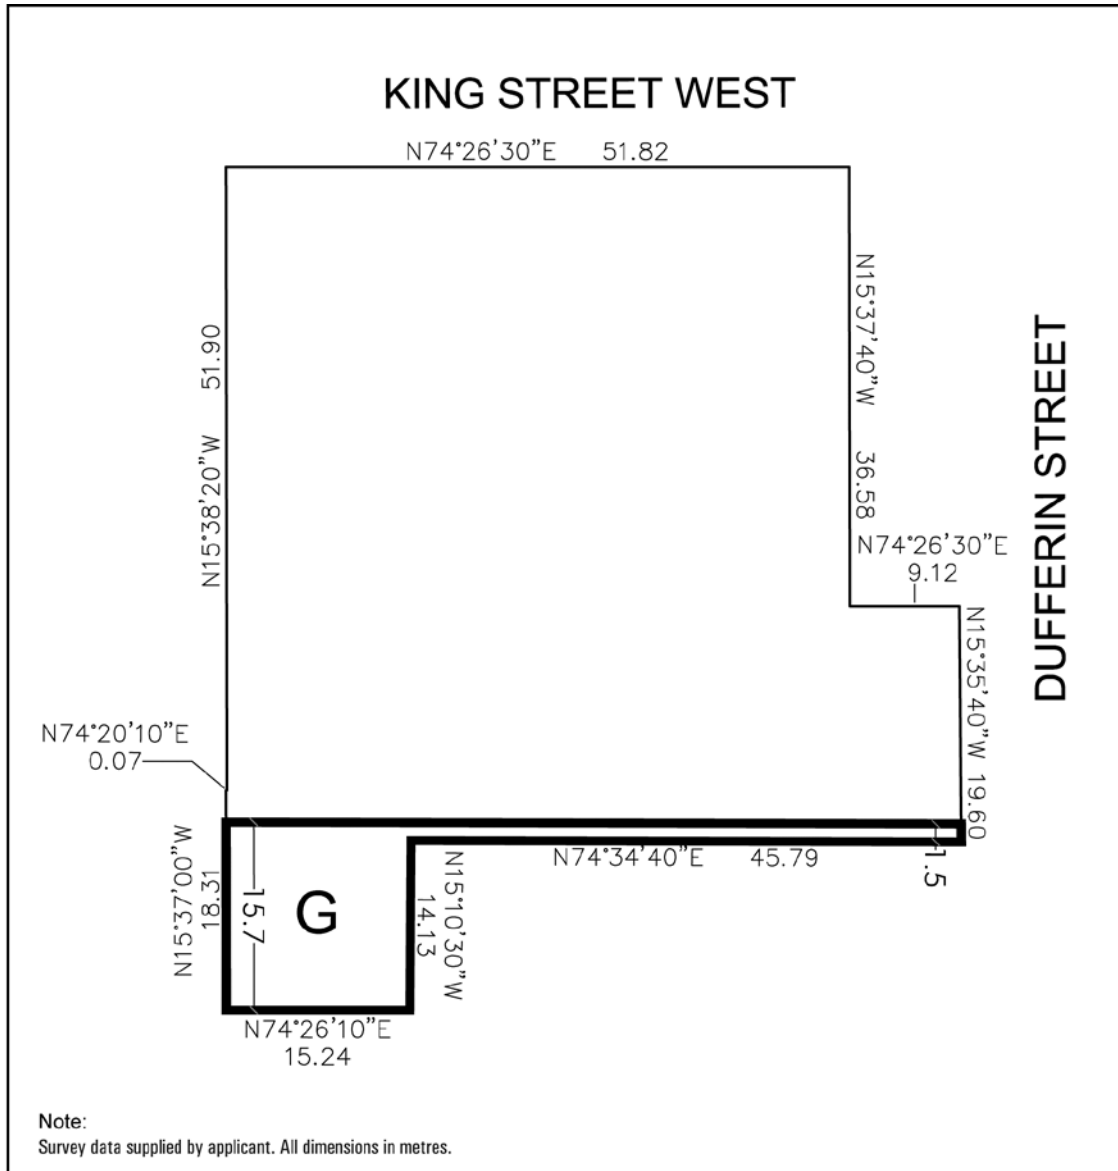 KING STREET WEST
N74°26'30"E 51.82
N15°38'20"W 51.90
N15°37'40"W 36.58
DUFFERIN STREET
N74°26'30"E
9.12
N15°35'40"W 19.60
N74°20'10"E
0.07
N15°37'00"W
18.31
15.7
G
N15°10'30"W
14.13
N74°34'40"E 45.79
1.5
N74°26'10"E
15.24
Note:
Survey data supplied by applicant. All dimensions in metres.